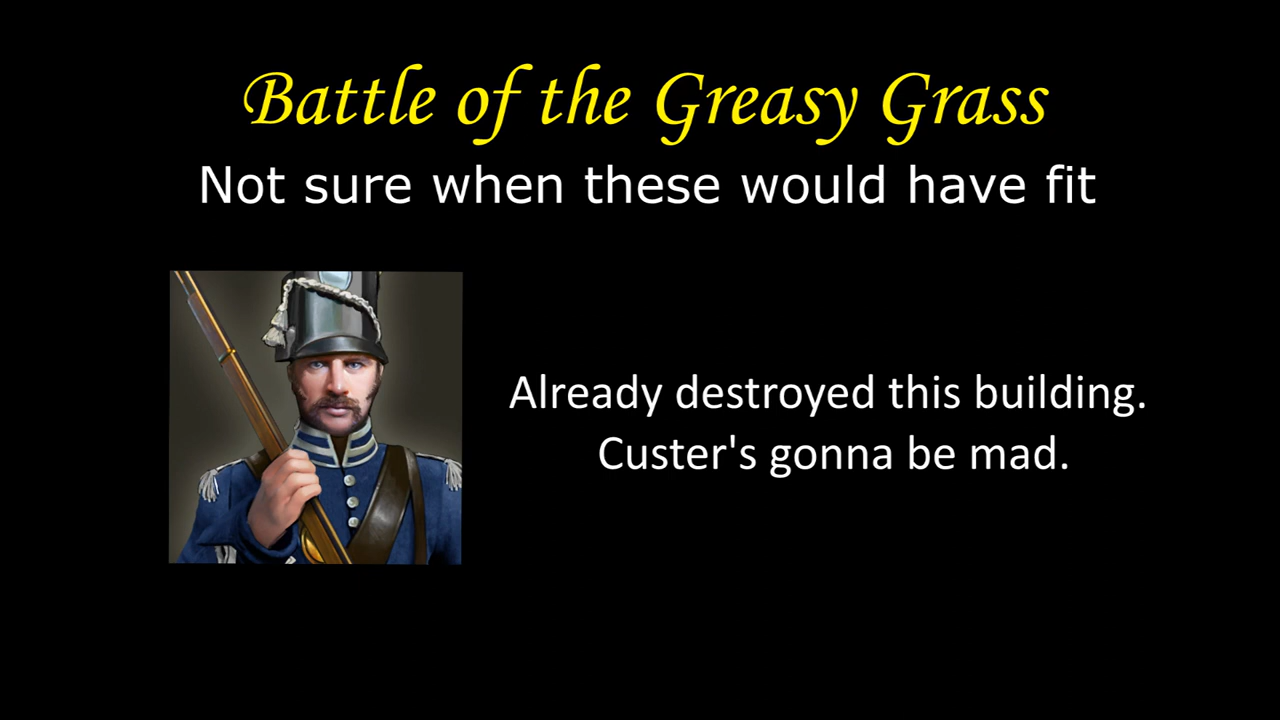 Battle of the Greasy Grass
Not sure when these would have fit
Already destroyed this building.
Custer's gonna be mad.